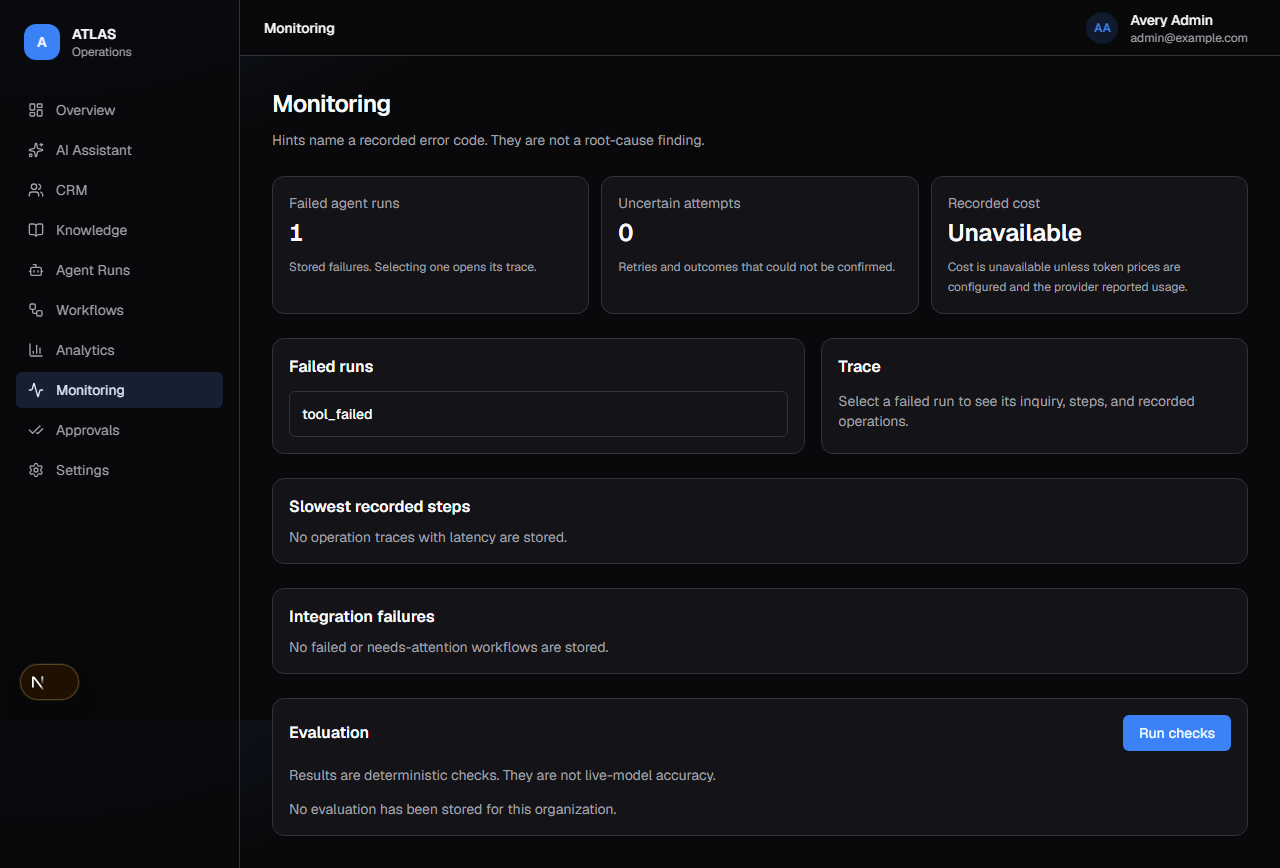 A
ATLAS
Operations
Overview
AI Assistant
CRM
Knowledge
Agent Runs
Workflows
Analytics
Monitoring
Approvals
Settings
N
Monitoring
AA
Avery Admin
admin@example.com
Monitoring
Hints name a recorded error code. They are not a root-cause finding.
Failed agent runs
1
Stored failures. Selecting one opens its trace.
Uncertain attempts
0
Retries and outcomes that could not be confirmed.
Recorded cost
Unavailable
Cost is unavailable unless token prices are
configured and the provider reported usage.
Failed runs
tool_failed
Trace
Select a failed run to see its inquiry, steps, and recorded
operations.
Slowest recorded steps
No operation traces with latency are stored.
Integration failures
No failed or needs-attention workflows are stored.
Evaluation
Run checks
Results are deterministic checks. They are not live-model accuracy.
No evaluation has been stored for this organization.